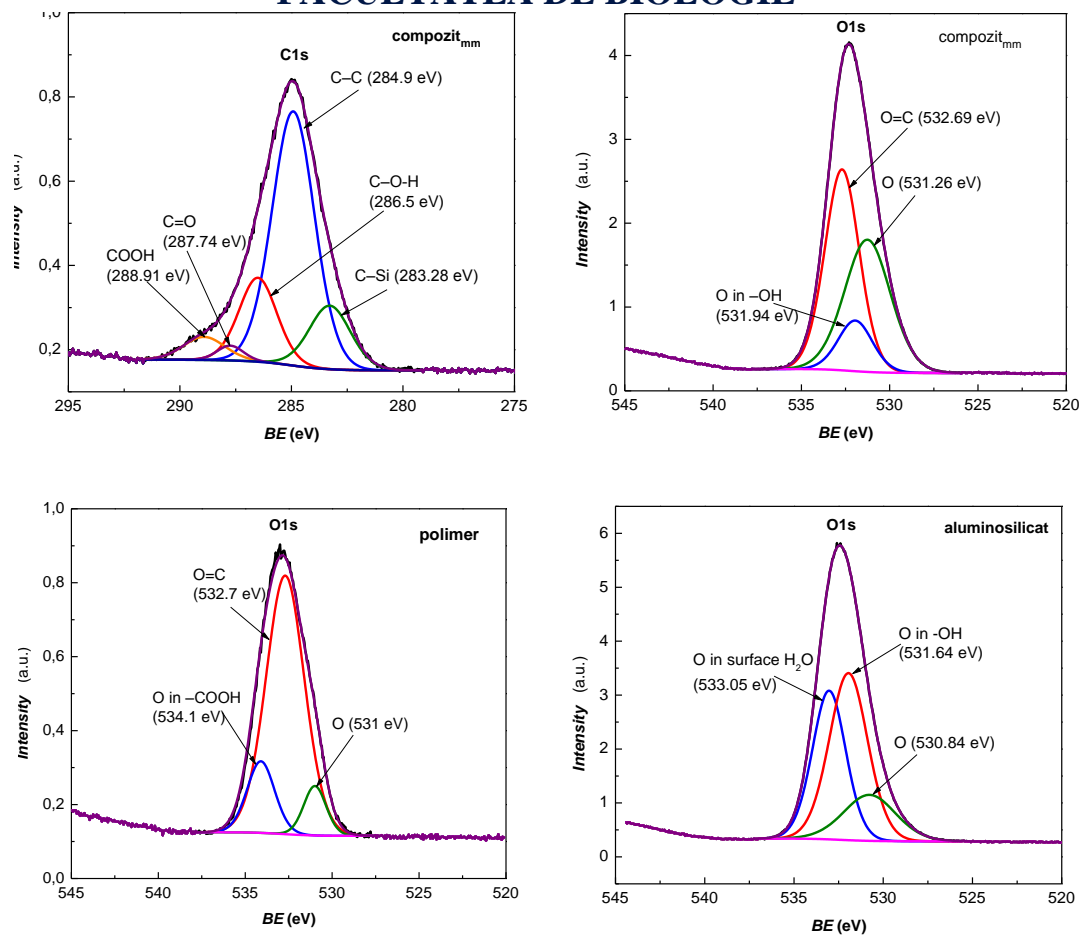 FACULTATEA DE BIOLOGIE
1,0
0,8
0,6
0,4
0,2
Intensity (a.u.)
C1s
compozit_mm
C–C (284.9 eV)
C–O-H
(286.5 eV)
C=O
(287.74 eV)
COOH
(288.91 eV)
C–Si (283.28 eV)
295 290 285 280 275
BE (eV)
4
3
2
1
0
Intensity (a.u.)
O1s
compozit_mm
O=C (532.69 eV)
O (531.26 eV)
O in –OH
(531.94 eV)
545 540 535 530 525 520
BE (eV)
1,0
0,8
0,6
0,4
0,2
0,0
Intensity (a.u.)
O1s
polimer
O=C
(532.7 eV)
O in –COOH
(534.1 eV)
O (531 eV)
545 540 535 530 525 520
BE (eV)
6
5
4
3
2
1
0
Intensity (a.u.)
O1s
aluminosilicat
O in -OH
(531.64 eV)
O in surface H₂O
(533.05 eV)
O (530.84 eV)
545 540 535 530 525 520
BE (eV)